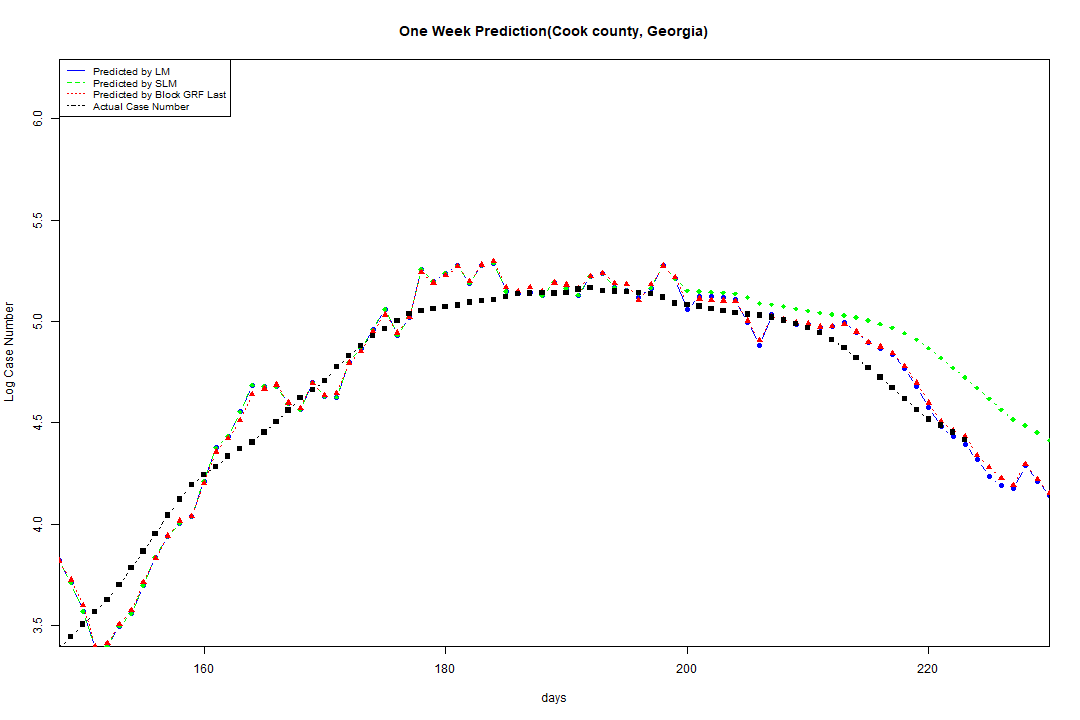 One Week Prediction(Cook county, Georgia)
Predicted by LM
Predicted by SLM
Predicted by Block GRF Last
Actual Case Number
Log Case Number
6.0
5.5
5.0
4.5
4.0
3.5
160 180 200 220
days